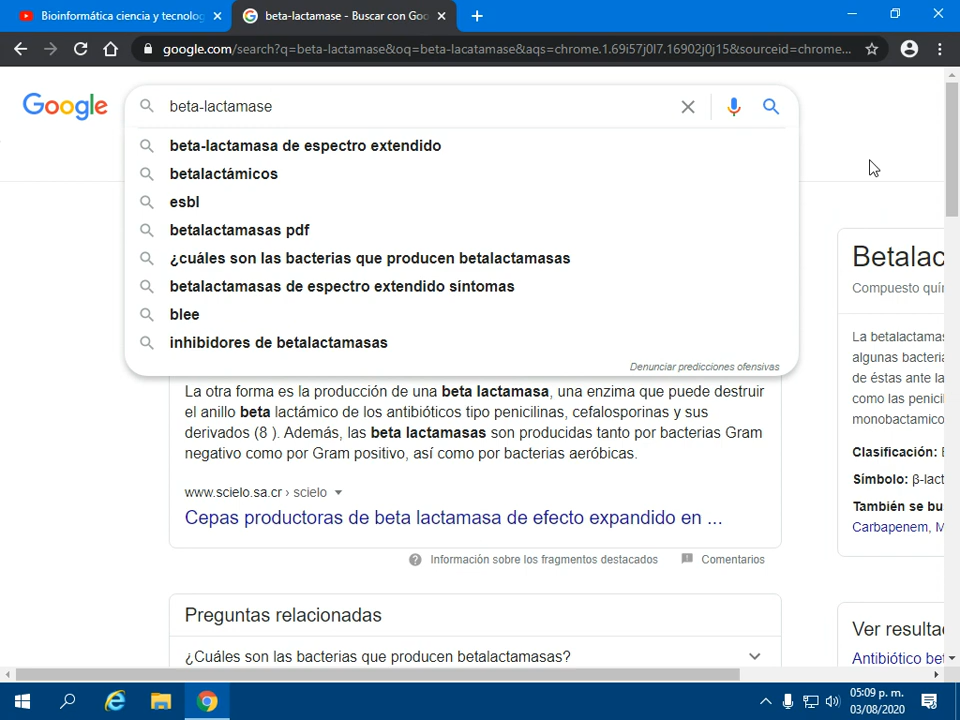 Bioinformática ciencia y tecnolog
beta-lactamase - Buscar con Goo
google.com/search?q=beta-lactamase&oq=beta-lacatamase&aqs=chrome.1.69i57j0l7.16902j0j15&sourceid=chrome...
Google
beta-lactamase
beta-lactamasa de espectro extendido
betalactámicos
esbl
betalactamasas pdf
¿cuáles son las bacterias que producen betalactamasas
betalactamasas de espectro extendido síntomas
blee
inhibidores de betalactamasas
Denunciar predicciones ofensivas
La otra forma es la producción de una beta lactamasa, una enzima que puede destruir
el anillo beta lactámico de los antibióticos tipo penicilinas, cefalosporinas y sus
derivados (8 ). Además, las beta lactamasas son producidas tanto por bacterias Gram
negativo como por Gram positivo, así como por bacterias aeróbicas.
www.scielo.sa.cr › scielo
Cepas productoras de beta lactamasa de efecto expandido en ...
Información sobre los fragmentos destacados
Comentarios
Preguntas relacionadas
¿Cuáles son las bacterias que producen betalactamasas?
Betalac
Compuesto quí
La betalactamas
algunas bacteria
de éstas ante la
como las penicil
monobactamico
Clasificación: E
Símbolo: β-lact
También se bu
Carbapenem, M
Ver resulta
Antibiótico bet
05:09 p. m.
03/08/2020